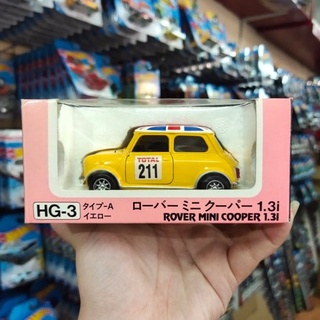 TOTAL
211
HG-3
タイプ-A
イエロー
ローバー ミニ クーパー 1.3i
ROVER MINI COOPER 1.3I